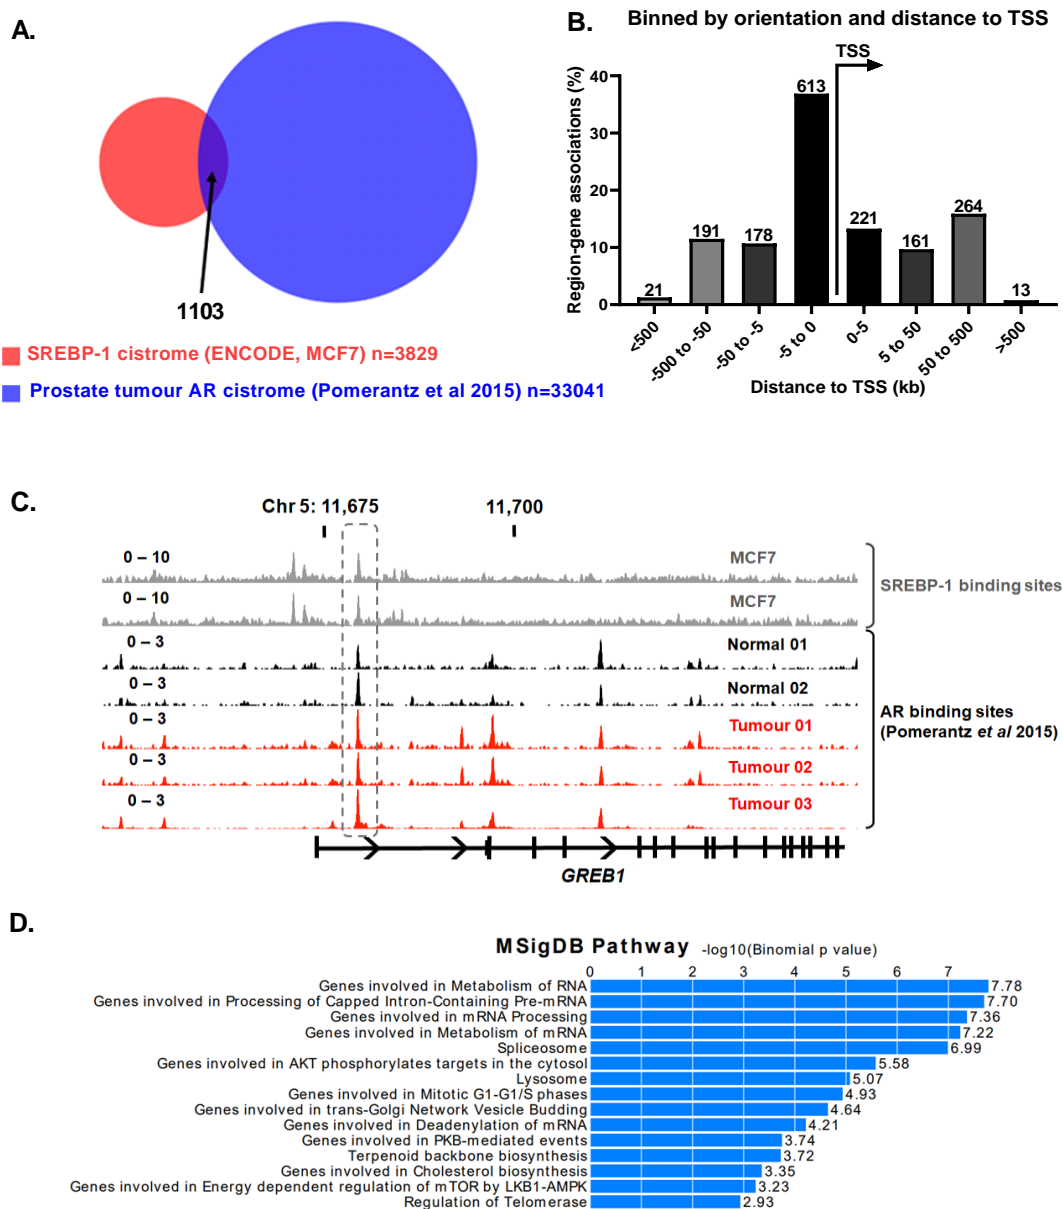 A.
1103
SREBP-1 cistrome (ENCODE, MCF7) n=3829
Prostate tumour AR cistrome (Pomerantz et al 2015) n=33041
B.
Binned by orientation and distance to TSS
TSS
Region-gene associations (%)
40
30
20
10
0
21
191
178
613
221
161
264
13
<500
-500 to -50
-50 to -5
-5 to 0
0-5
5 to 50
50 to 500
>500
Distance to TSS (kb)
C.
Chr 5: 11,675
11,700
0 – 10
MCF7
0 – 10
MCF7
SREBP-1 binding sites
0 – 3
Normal 01
0 – 3
Normal 02
0 – 3
Tumour 01
0 – 3
Tumour 02
0 – 3
Tumour 03
AR binding sites
(Pomerantz et al 2015)
GREB1
D.
MSigDB Pathway -log10(Binomial p value)
0 1 2 3 4 5 6 7
Genes involved in Metabolism of RNA 7.78
Genes involved in Processing of Capped Intron-Containing Pre-mRNA 7.70
Genes involved in mRNA Processing 7.36
Genes involved in Metabolism of mRNA 7.22
Spliceosome 6.99
Genes involved in AKT phosphorylates targets in the cytosol 5.58
Lysosome 5.07
Genes involved in Mitotic G1-G1/S phases 4.93
Genes involved in trans-Golgi Network Vesicle Budding 4.64
Genes involved in Deadenylation of mRNA 4.21
Genes involved in PKB-mediated events 3.74
Terpenoid backbone biosynthesis 3.72
Genes involved in Cholesterol biosynthesis 3.35
Genes involved in Energy dependent regulation of mTOR by LKB1-AMPK 3.23
Regulation of Telomerase 2.93